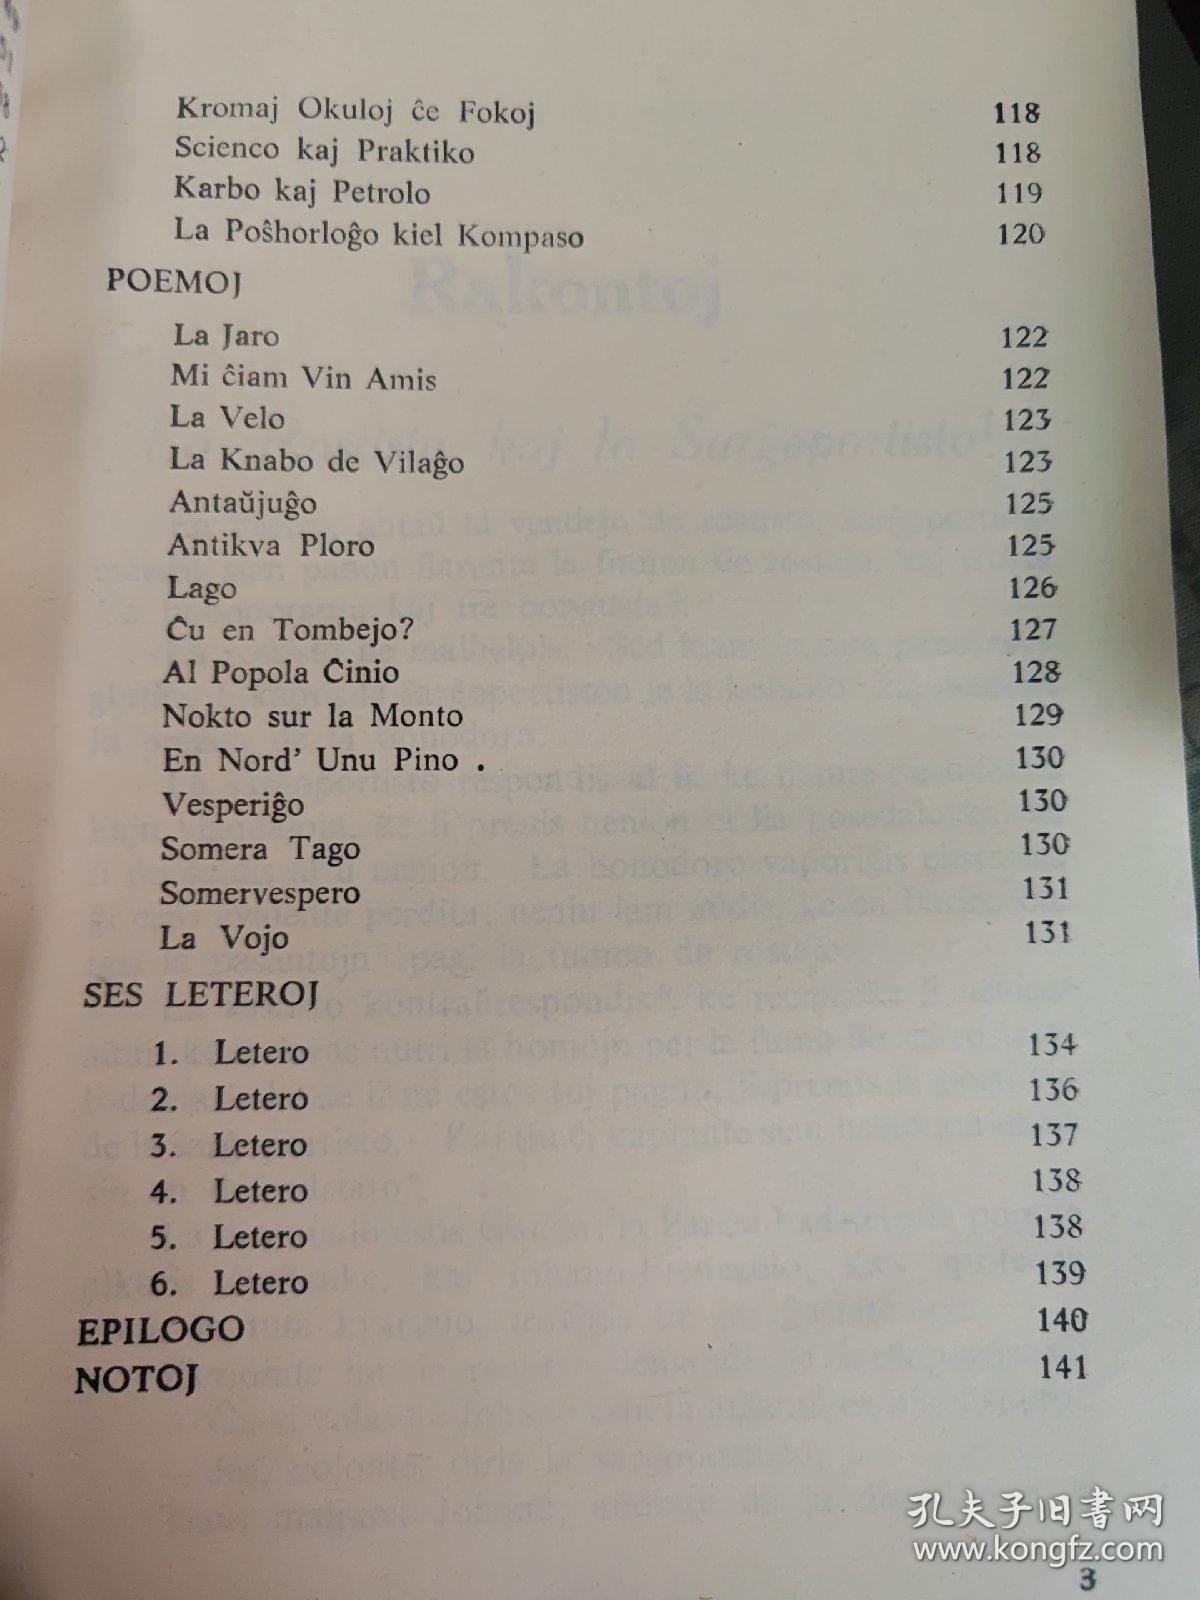 Kromaj Okuloj ĉe Fokoj 118
Scienco kaj Praktiko 118
Karbo kaj Petrolo 119
La Poŝhorloĝo kiel Kompaso 120
POEMOJ
La Jaro 122
Mi ĉiam Vin Amis 122
La Velo 123
La Knabo de Vilaĝo 123
Antaŭjuĝo 125
Antikva Ploro 125
Lago 126
Ĉu en Tombejo? 127
Al Popola Ĉinio 128
Nokto sur la Monto 129
En Nord' Unu Pino . 130
Vesperiĝo 130
Somera Tago 130
Somervespero 131
La Vojo 131
SES LETEROJ
1. Letero 134
2. Letero 136
3. Letero 137
4. Letero 138
5. Letero 138
6. Letero 139
EPILOGO 140
NOTOJ 141
孔夫子旧书网
www.kongfz.com
3